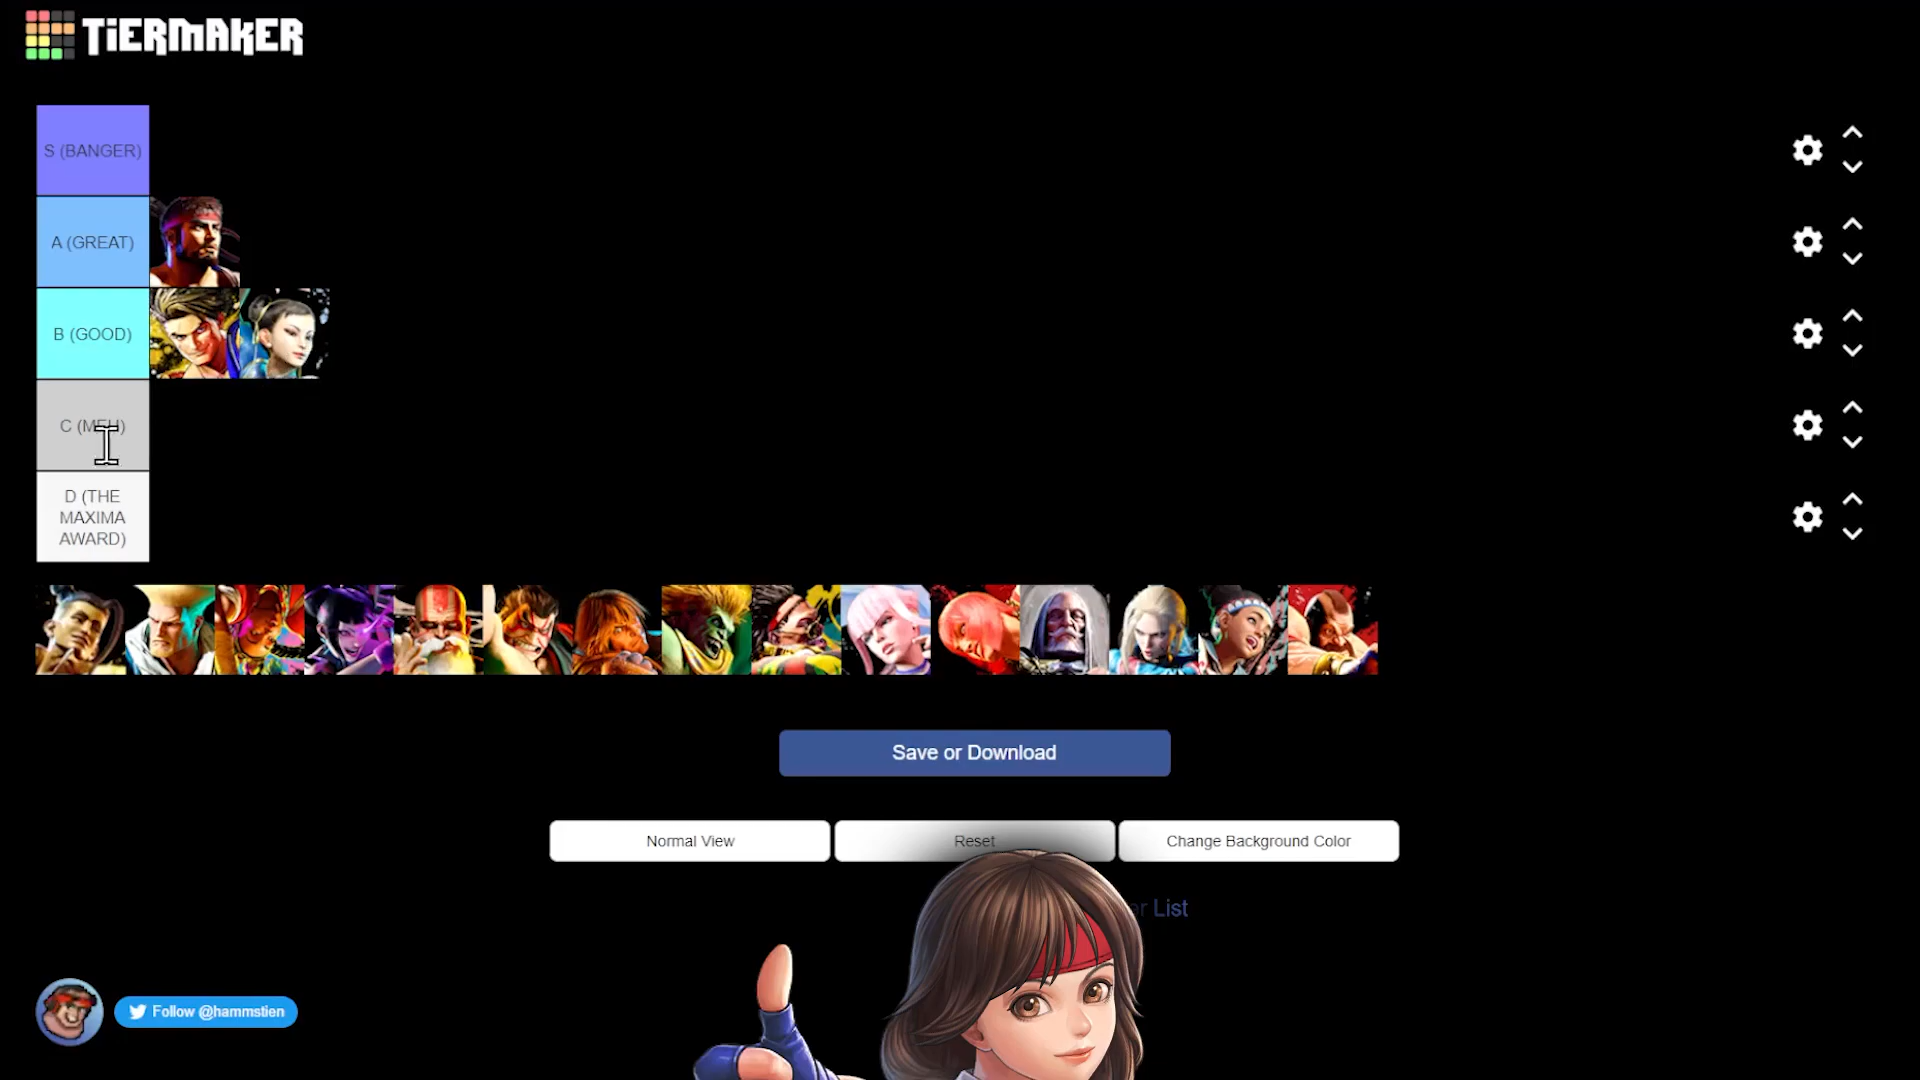 TiERMAKER
S (BANGER)
A (GREAT)
B (GOOD)
C (MEH)
D (THE
MAXIMA
AWARD)
Save or Download
Normal View
Reset
Change Background Color
List
Follow @hammstien